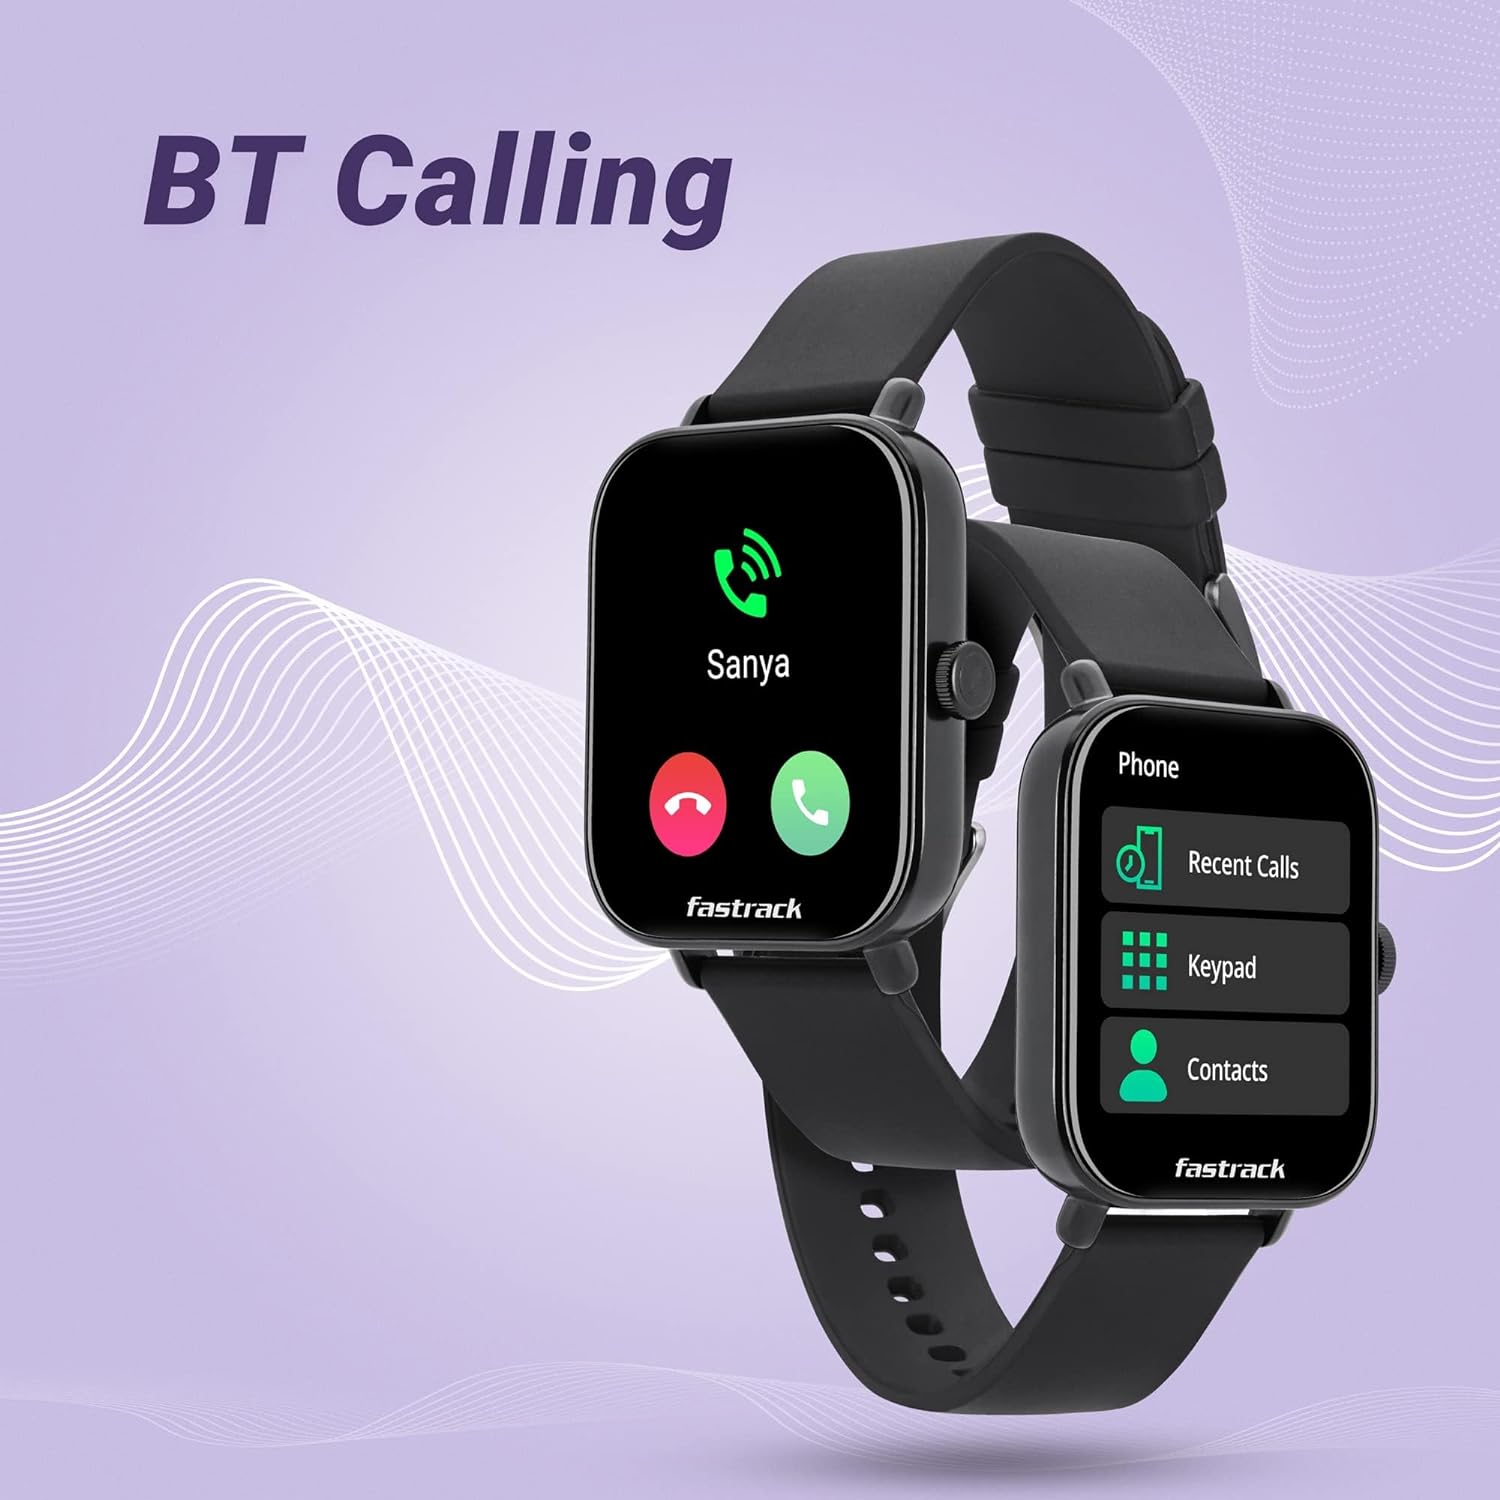 BT Calling
Sanya
fastrack
Phone
Recent Calls
Keypad
Contacts
fastrack